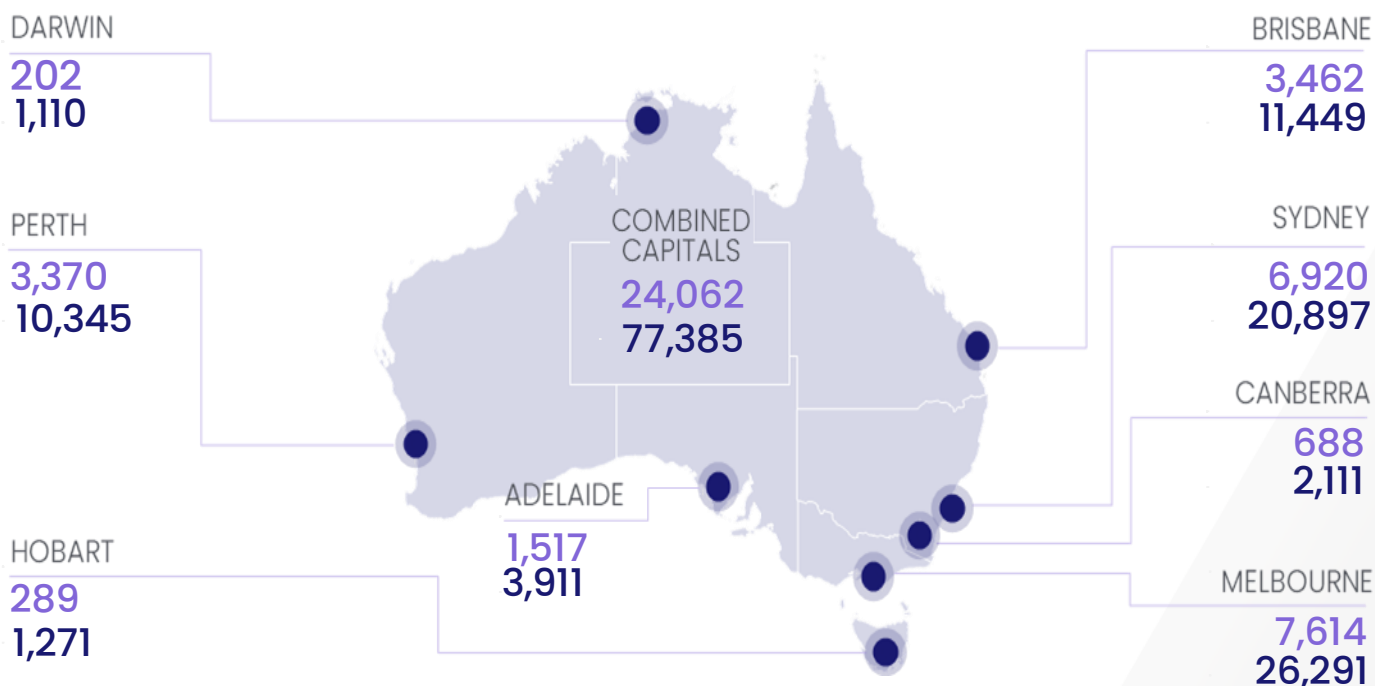 DARWIN
202
1,110
PERTH
3,370
10,345
HOBART
289
1,271
COMBINED
CAPITALS
24,062
77,385
ADELAIDE
1,517
3,911
BRISBANE
3,462
11,449
SYDNEY
6,920
20,897
CANBERRA
688
2,111
MELBOURNE
7,614
26,291